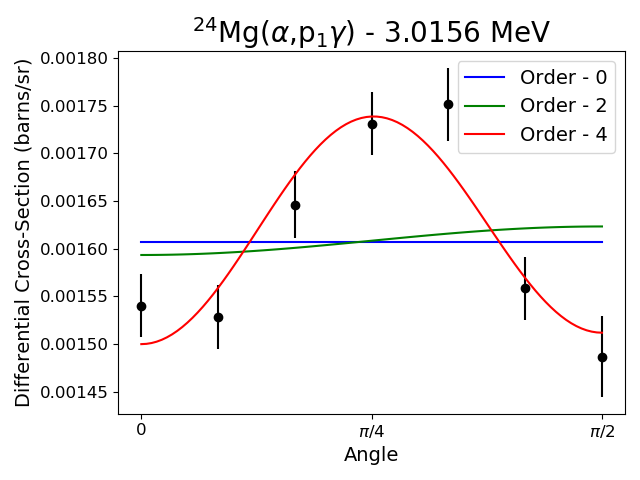 ²⁴Mg(α,p₁γ) - 3.0156 MeV
Differential Cross-Section (barns/sr)
0.00180
0.00175
0.00170
0.00165
0.00160
0.00155
0.00150
0.00145
Order - 0
Order - 2
Order - 4
0
π/4
π/2
Angle